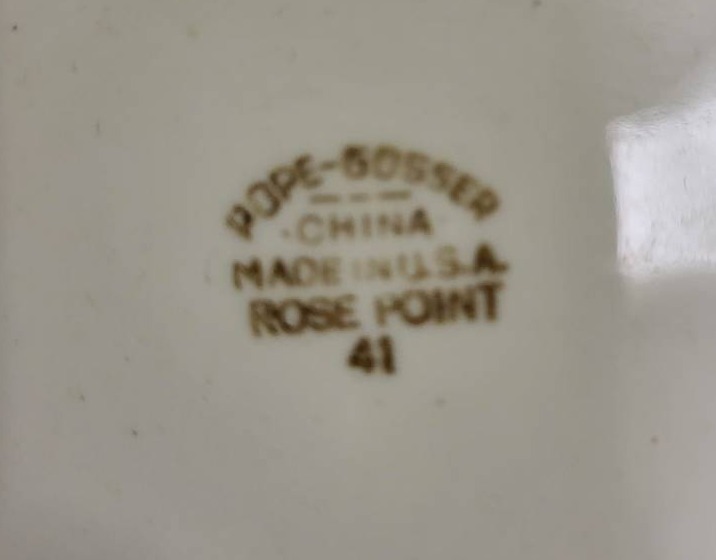 POPE-GOSSER
- - -
·CHINA
MADE IN U.S.A.
ROSE POINT
41